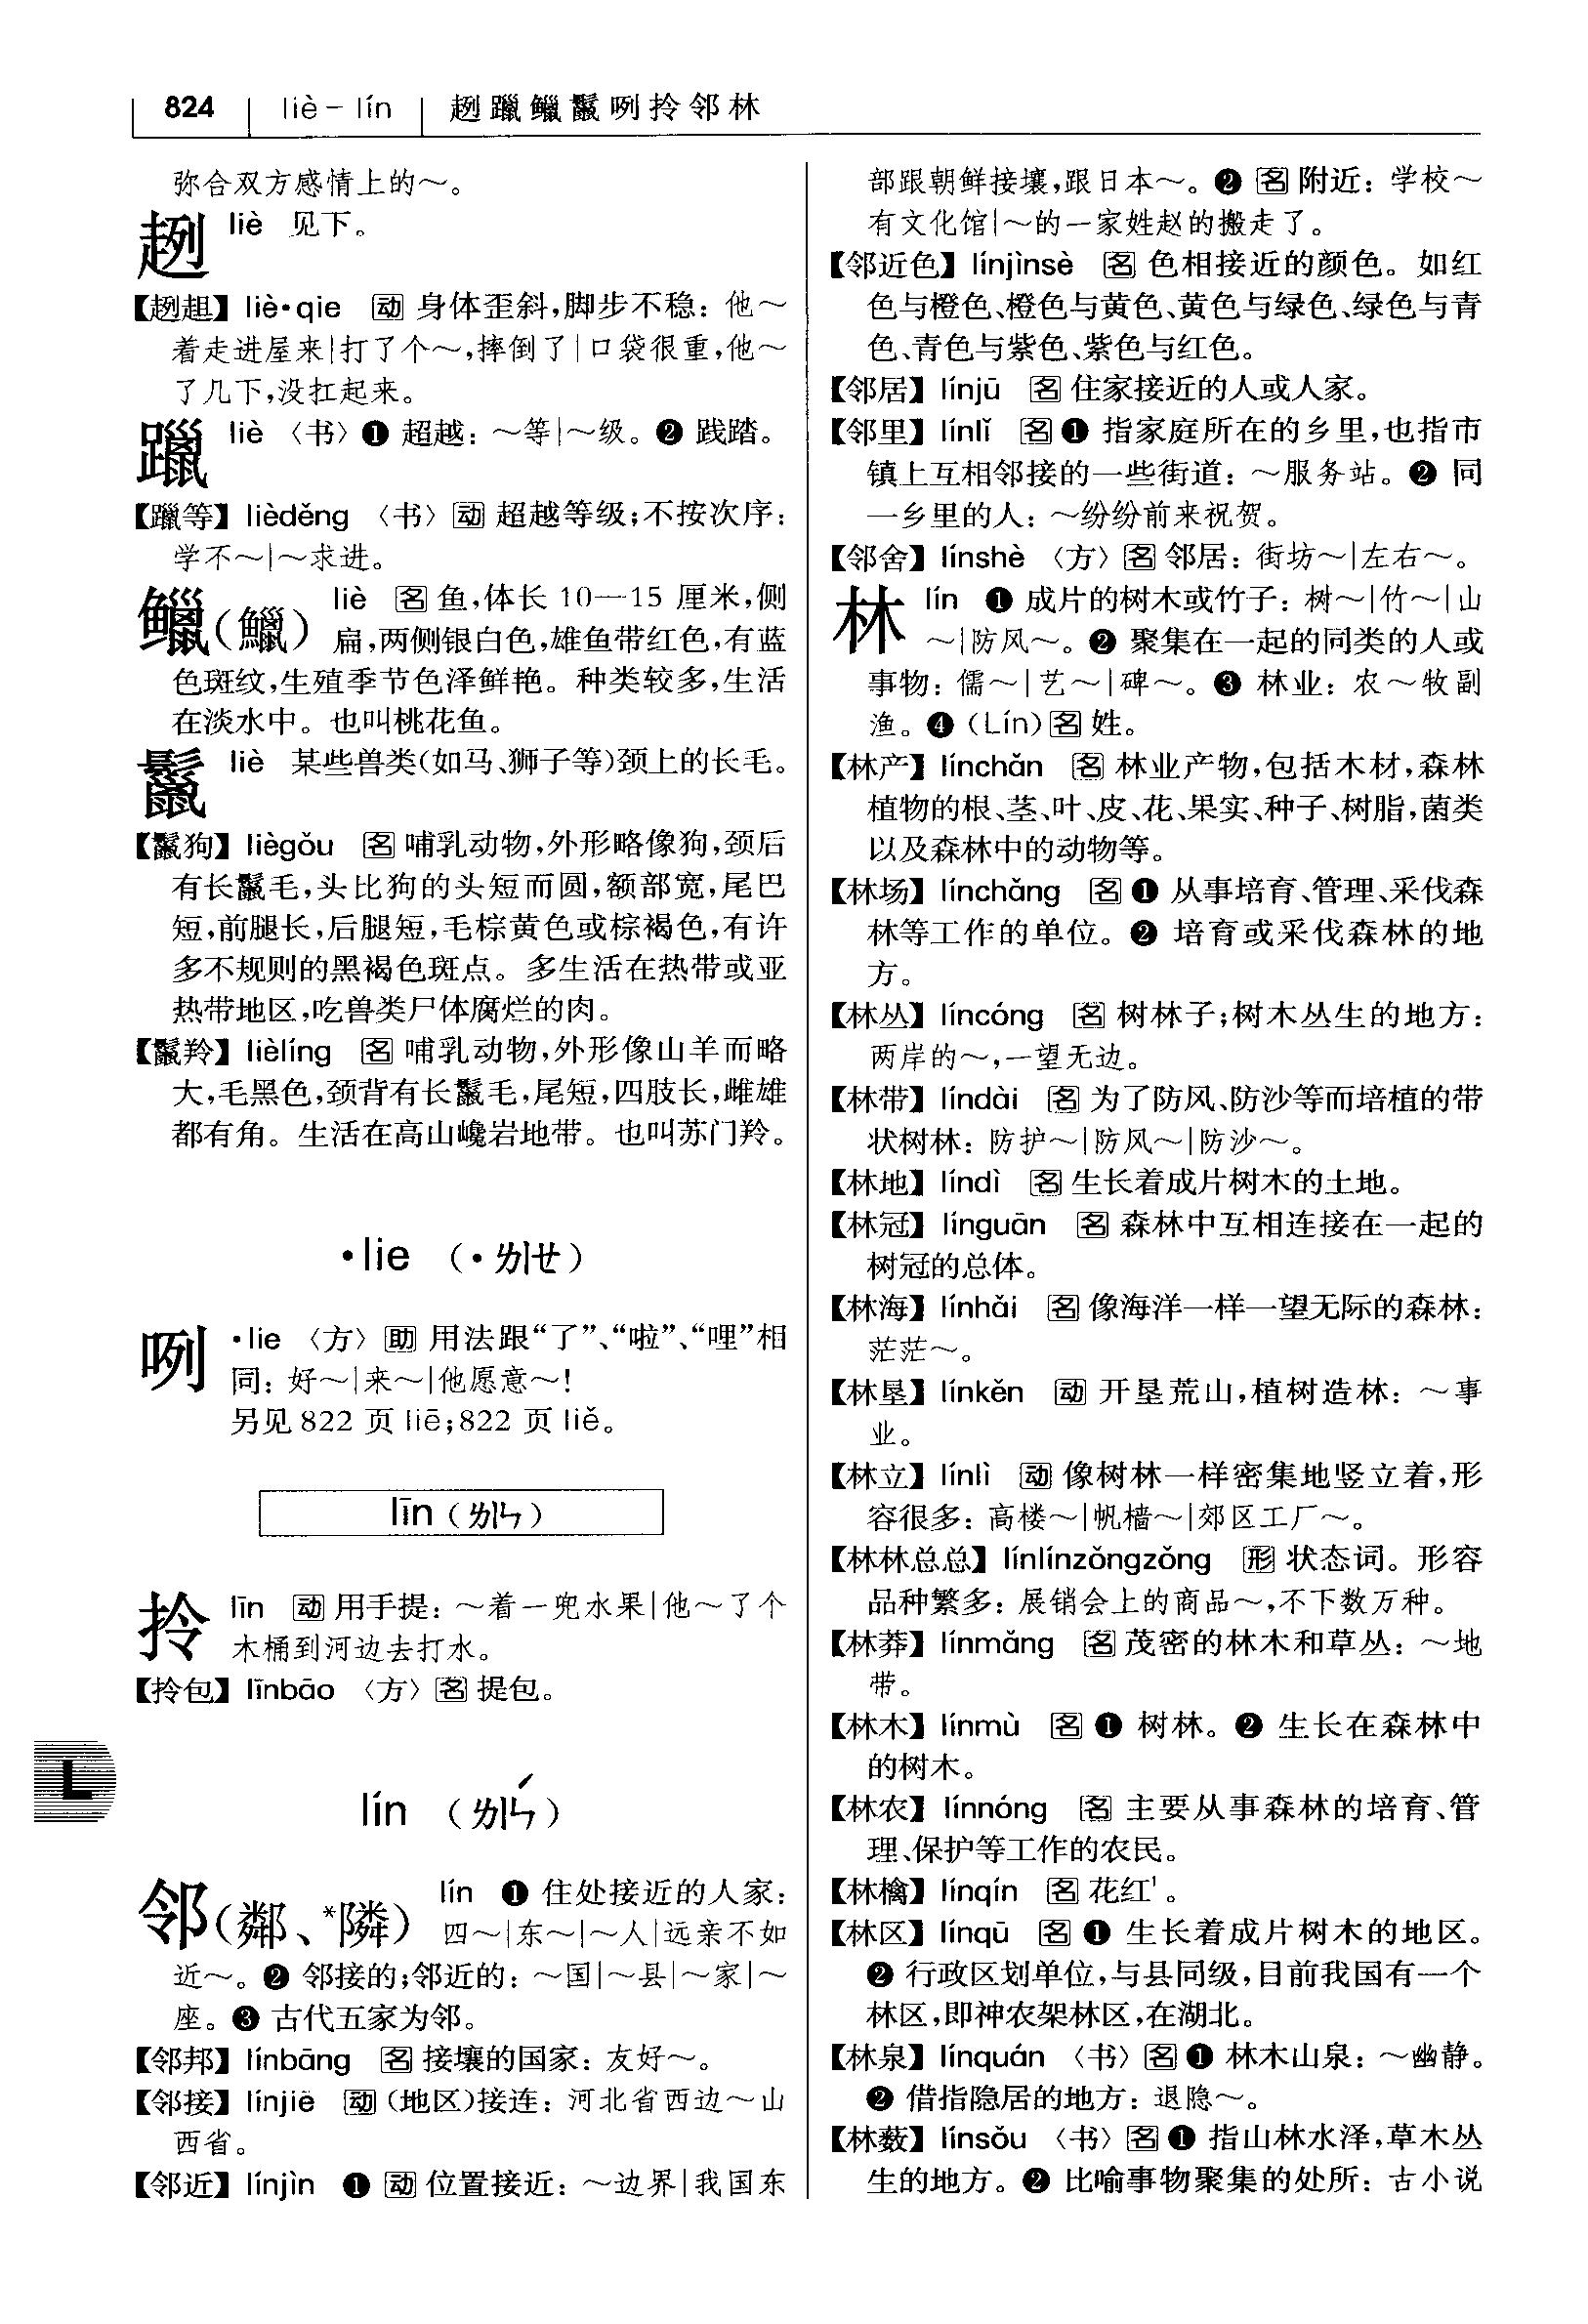 824 liè – lín 趔躐鱲鬣咧拎邻林
弥合双方感情上的～。
趔 liè 见下。
【趔趄】liè·qie 动 身体歪斜，脚步不稳：他～
着走进屋来|打了个～，摔倒了|口袋很重，他～
了几下，没扛起来。
躐 liè 〈书〉❶ 超越：～等|～级。❷ 践踏。
【躐等】lièděng 〈书〉动 超越等级；不按次序：
学不～|～求进。
鱲（鱲） liè 名 鱼，体长 10—15 厘米，侧
扁，两侧银白色，雄鱼带红色，有蓝
色斑纹，生殖季节色泽鲜艳。种类较多，生活
在淡水中。也叫桃花鱼。
鬣 liè 某些兽类（如马、狮子等）颈上的长毛。
【鬣狗】liègǒu 名 哺乳动物，外形略像狗，颈后
有长鬣毛，头比狗的头短而圆，额部宽，尾巴
短，前腿长，后腿短，毛棕黄色或棕褐色，有许
多不规则的黑褐色斑点。多生活在热带或亚
热带地区，吃兽类尸体腐烂的肉。
【鬣羚】lièlíng 名 哺乳动物，外形像山羊而略
大，毛黑色，颈背有长鬣毛，尾短，四肢长，雌雄
都有角。生活在高山巉岩地带。也叫苏门羚。
·lie （·ㄌㄧㄝ）
咧 ·lie 〈方〉助 用法跟“了”、“啦”、“哩”相
同：好～|来～|他愿意～！
另见 822 页 liē；822 页 liě。
līn（ㄌㄧㄣ）
拎 līn 动 用手提：～着一兜水果|他～了个
木桶到河边去打水。
【拎包】līnbāo 〈方〉名 提包。
L
lín （ㄌㄧㄣˊ）
邻（鄰、*隣） lín ❶ 住处接近的人家：
四～|东～|～人|远亲不如
近～。❷ 邻接的；邻近的：～国|～县|～家|～
座。❸ 古代五家为邻。
【邻邦】línbāng 名 接壤的国家：友好～。
【邻接】línjiē 动（地区）接连：河北省西边～山
西省。
【邻近】línjìn ❶ 动 位置接近：～边界|我国东
部跟朝鲜接壤，跟日本～。❷ 名 附近：学校～
有文化馆|～的一家姓赵的搬走了。
【邻近色】línjìnsè 名 色相接近的颜色。如红
色与橙色、橙色与黄色、黄色与绿色、绿色与青
色、青色与紫色、紫色与红色。
【邻居】línjū 名 住家接近的人或人家。
【邻里】línlǐ 名 ❶ 指家庭所在的乡里，也指市
镇上互相邻接的一些街道：～服务站。❷ 同
一乡里的人：～纷纷前来祝贺。
【邻舍】línshè 〈方〉名 邻居：街坊～|左右～。
林 lín ❶ 成片的树木或竹子：树～|竹～|山
～|防风～。❷ 聚集在一起的同类的人或
事物：儒～|艺～|碑～。❸ 林业：农～牧副
渔。❹（Lín）名 姓。
【林产】línchǎn 名 林业产物，包括木材，森林
植物的根、茎、叶、皮、花、果实、种子、树脂，菌类
以及森林中的动物等。
【林场】línchǎng 名 ❶ 从事培育、管理、采伐森
林等工作的单位。❷ 培育或采伐森林的地
方。
【林丛】líncóng 名 树林子；树木丛生的地方：
两岸的～，一望无边。
【林带】líndài 名 为了防风、防沙等而培植的带
状树林：防护～|防风～|防沙～。
【林地】líndì 名 生长着成片树木的土地。
【林冠】línguān 名 森林中互相连接在一起的
树冠的总体。
【林海】línhǎi 名 像海洋一样一望无际的森林：
茫茫～。
【林垦】línkěn 动 开垦荒山，植树造林：～事
业。
【林立】línlì 动 像树林一样密集地竖立着，形
容很多：高楼～|帆樯～|郊区工厂～。
【林林总总】línlínzǒngzǒng 形 状态词。形容
品种繁多：展销会上的商品～，不下数万种。
【林莽】línmǎng 名 茂密的林木和草丛：～地
带。
【林木】línmù 名 ❶ 树林。❷ 生长在森林中
的树木。
【林农】línnóng 名 主要从事森林的培育、管
理、保护等工作的农民。
【林檎】línqín 名 花红¹。
【林区】línqū 名 ❶ 生长着成片树木的地区。
❷ 行政区划单位，与县同级，目前我国有一个
林区，即神农架林区，在湖北。
【林泉】línquán 〈书〉名 ❶ 林木山泉：～幽静。
❷ 借指隐居的地方：退隐～。
【林薮】línsǒu 〈书〉名 ❶ 指山林水泽，草木丛
生的地方。❷ 比喻事物聚集的处所：古小说